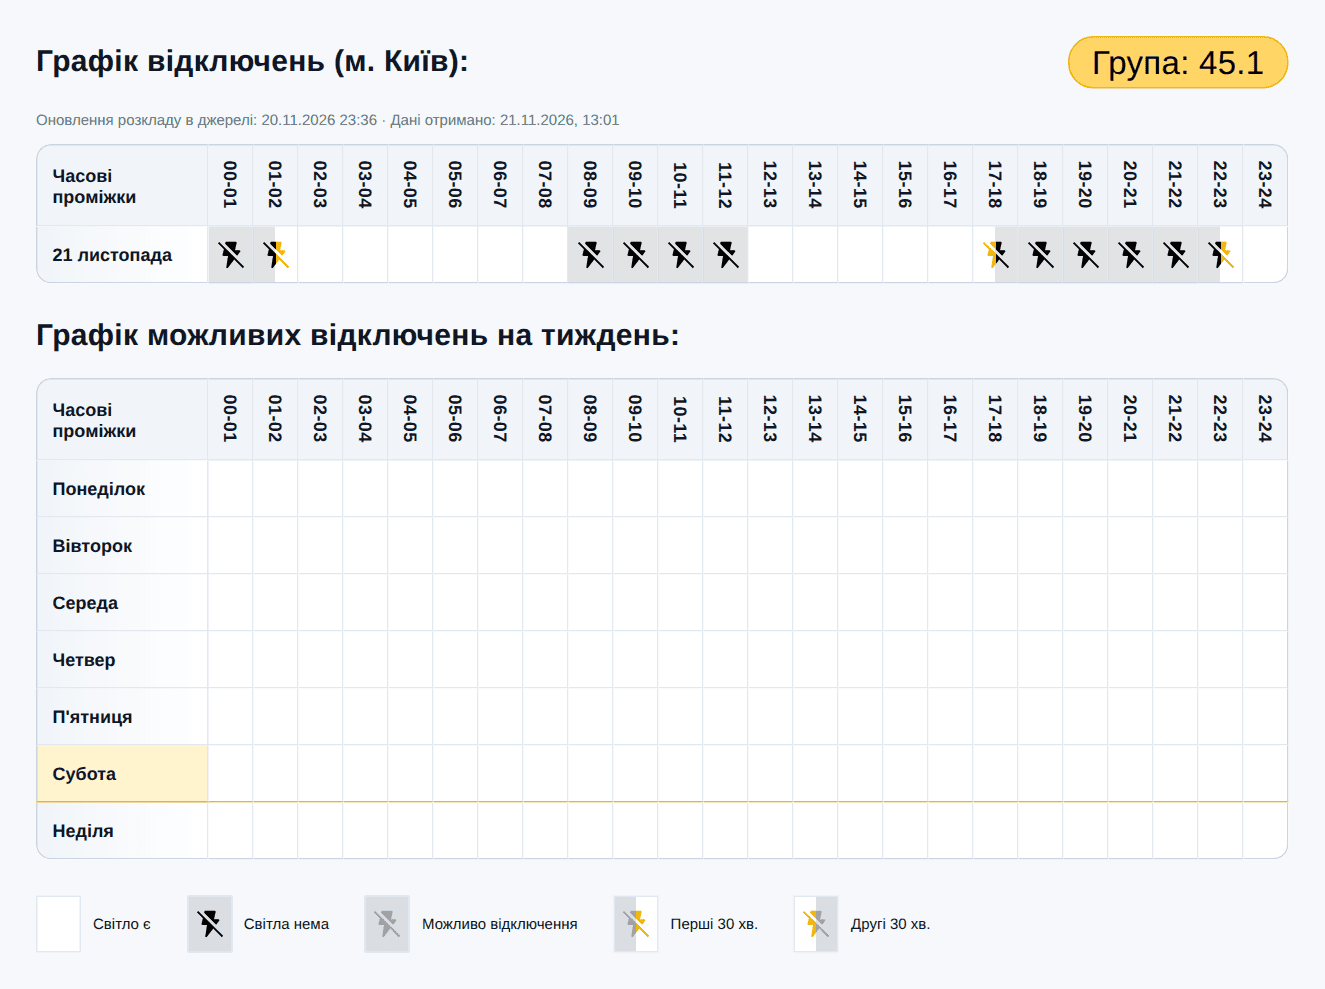 Графік відключень (м. Київ):
Група: 45.1
Оновлення розкладу в джерелі: 20.11.2026 23:36 · Дані отримано: 21.11.2026, 13:01
Часові проміжки 00-01 01-02 02-03 03-04 04-05 05-06 06-07 07-08 08-09 09-10 10-11 11-12 12-13 13-14 14-15 15-16 16-17 17-18 18-19 19-20 20-21 21-22 22-23 23-24
21 листопада
Графік можливих відключень на тиждень:
Часові проміжки 00-01 01-02 02-03 03-04 04-05 05-06 06-07 07-08 08-09 09-10 10-11 11-12 12-13 13-14 14-15 15-16 16-17 17-18 18-19 19-20 20-21 21-22 22-23 23-24
Понеділок
Вівторок
Середа
Четвер
П'ятниця
Субота
Неділя
Світло є Світла нема Можливо відключення Перші 30 хв. Другі 30 хв.